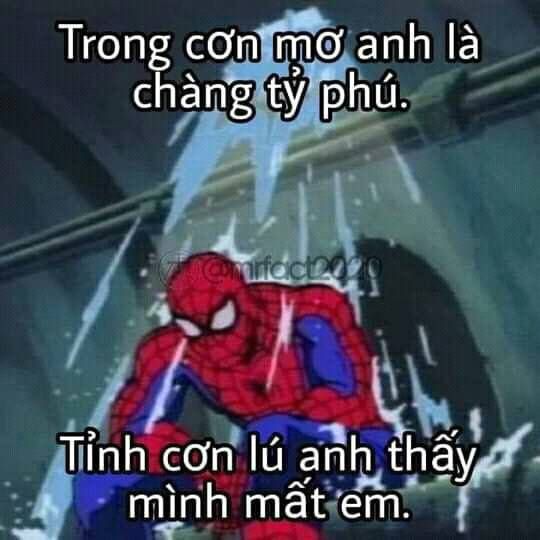 Trong cơn mơ anh là
chàng tỷ phú.
@mrfact2020
Tỉnh cơn lú anh thấy
mình mất em.